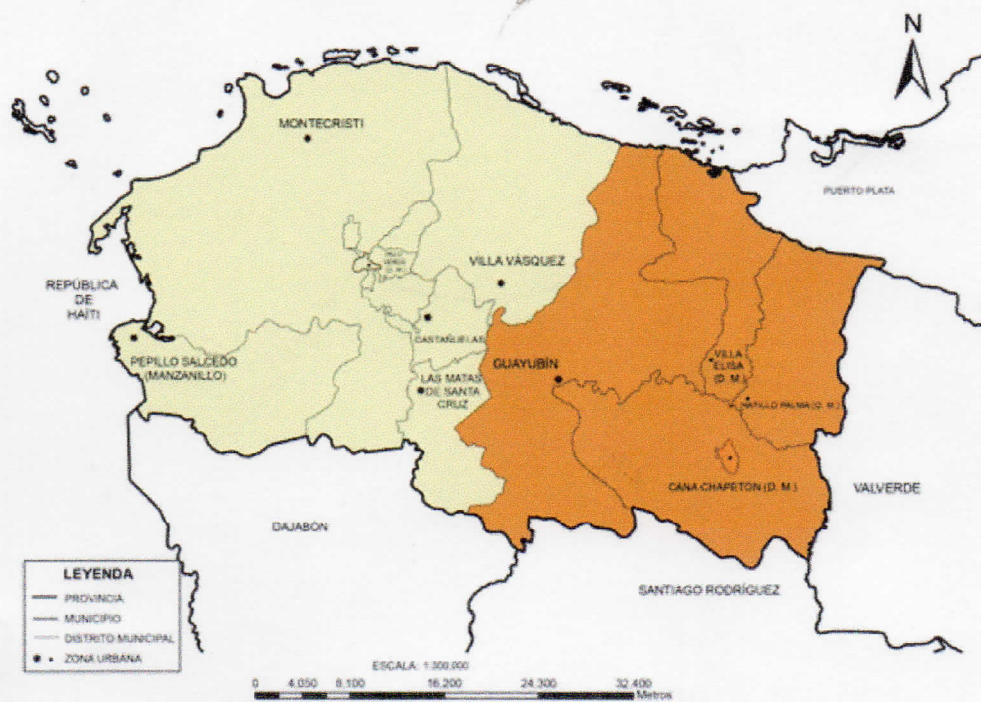 N
MONTECRISTI
PUERTO PLATA
VILLA VÁSQUEZ
REPÚBLICA
DE
HAÏTI
CASTAÑUELAS
PEPILLO SALCEDO
(MANZANILLO)
LAS MATAS
DE SANTA
CRUZ
GUAYUBÍN
VILLA
ELISA
(D. M.)
HATILLO PALMA (D. M.)
CANA CHAPETON (D. M.)
VALVERDE
DAJABÓN
SANTIAGO RODRÍGUEZ
LEYENDA
PROVINCIA
MUNICIPIO
DISTRITO MUNICIPAL
ZONA URBANA
ESCALA: 1:300,000
0 4.050 8,100 16.200 24,300 32.400
Metros